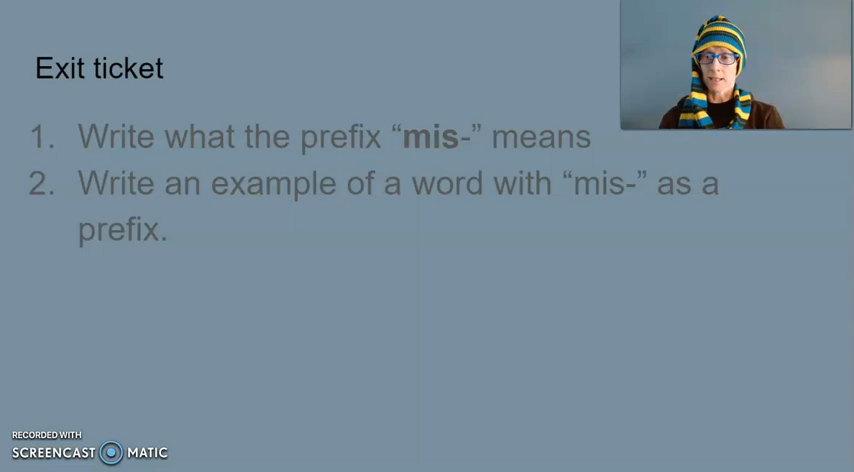 Exit ticket
1. Write what the prefix “mis-” means
2. Write an example of a word with “mis-” as a
prefix.
RECORDED WITH
SCREENCAST MATIC